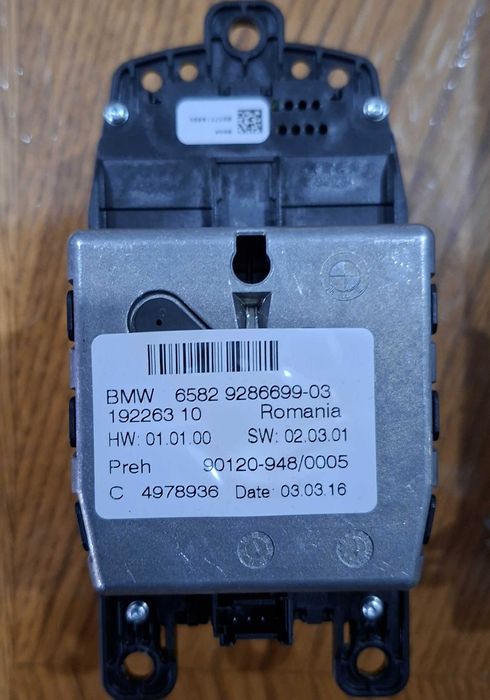 BMW 6582 9286699-03
192263 10 Romania
HW: 01.01.00 SW: 02.03.01
Preh 90120-948/0005
C 4978936 Date: 03.03.16